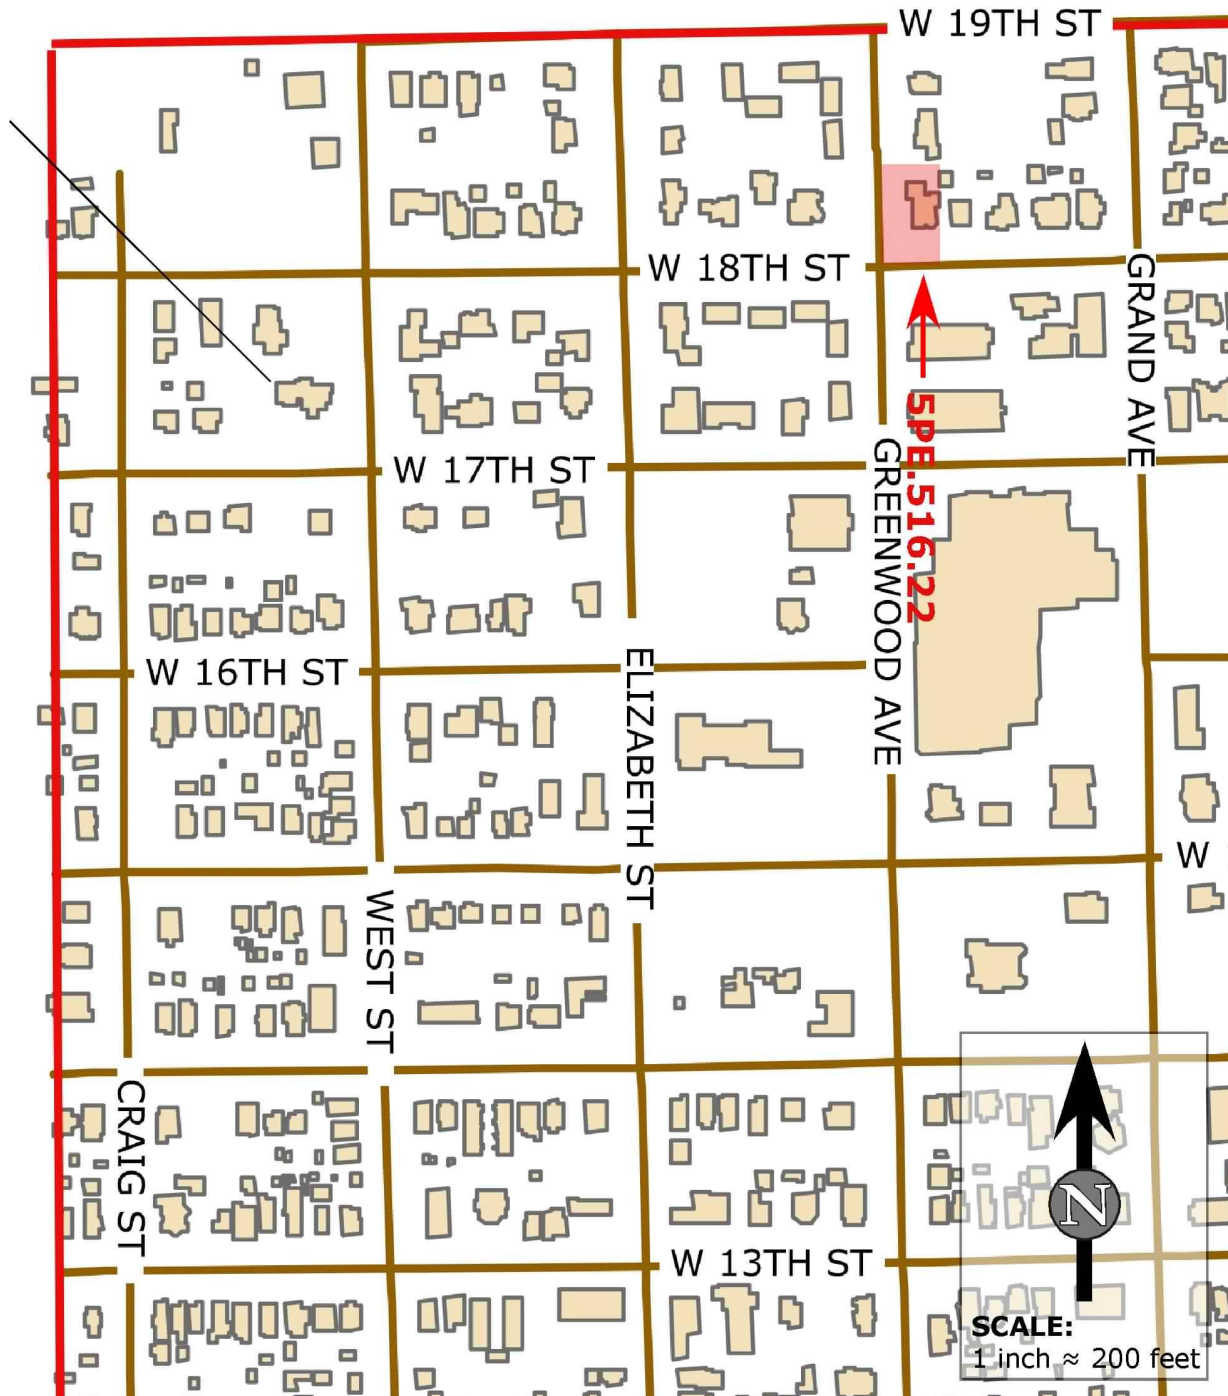 W 19TH ST
W 18TH ST
GRAND AVE
5PE.516.22
W 17TH ST
GREENWOOD AVE
W 16TH ST
ELIZABETH ST
W
WEST ST
CRAIG ST
N
W 13TH ST
SCALE:
1 inch ≈ 200 feet